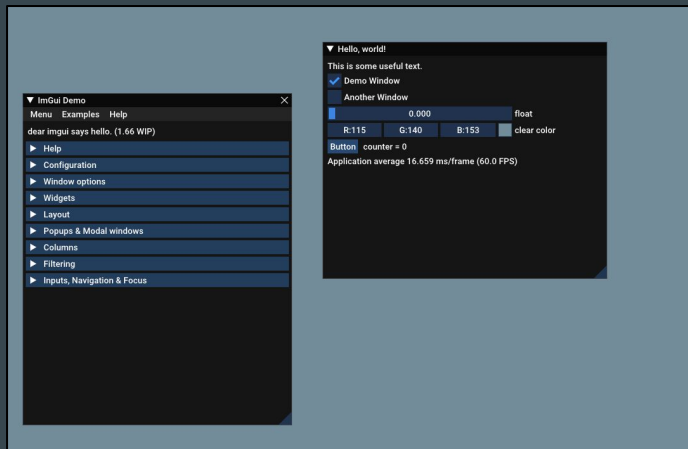 ImGui Demo
Menu Examples Help
dear imgui says hello. (1.66 WIP)
Help
Configuration
Window options
Widgets
Layout
Popups & Modal windows
Columns
Filtering
Inputs, Navigation & Focus
Hello, world!
This is some useful text.
Demo Window
Another Window
0.000 float
R:115 G:140 B:153 clear color
Button counter = 0
Application average 16.659 ms/frame (60.0 FPS)